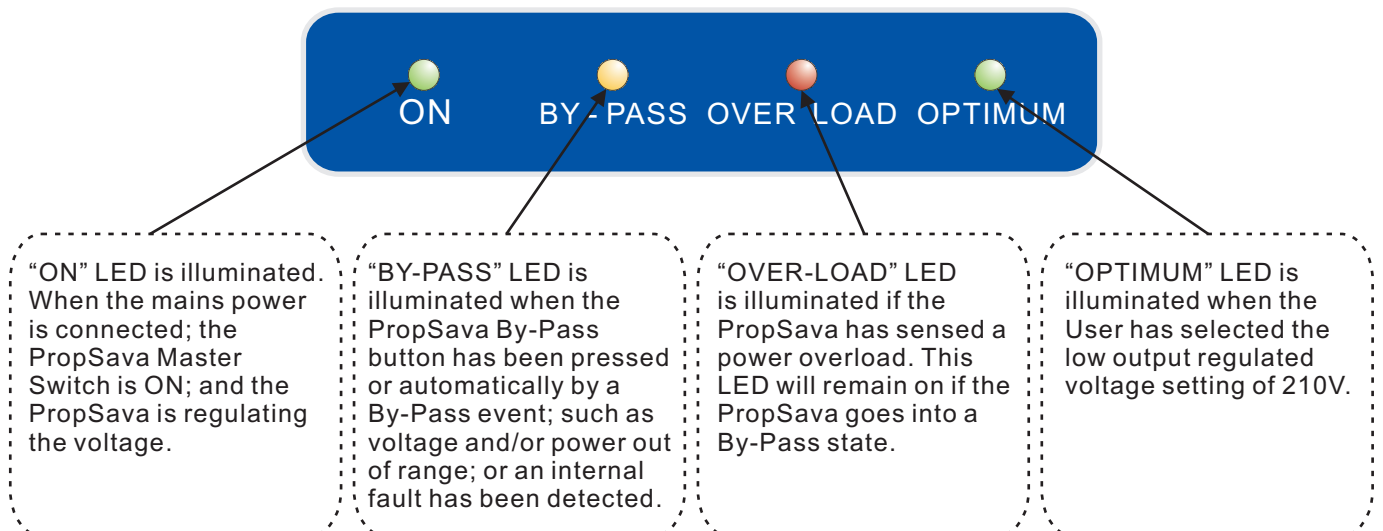 ON BY - PASS OVER LOAD OPTIMUM
“ON” LED is illuminated.
When the mains power
is connected; the
PropSava Master
Switch is ON; and the
PropSava is regulating
the voltage.
“BY-PASS” LED is
illuminated when the
PropSava By-Pass
button has been pressed
or automatically by a
By-Pass event; such as
voltage and/or power out
of range; or an internal
fault has been detected.
“OVER-LOAD” LED
is illuminated if the
PropSava has sensed a
power overload. This
LED will remain on if the
PropSava goes into a
By-Pass state.
“OPTIMUM” LED is
illuminated when the
User has selected the
low output regulated
voltage setting of 210V.